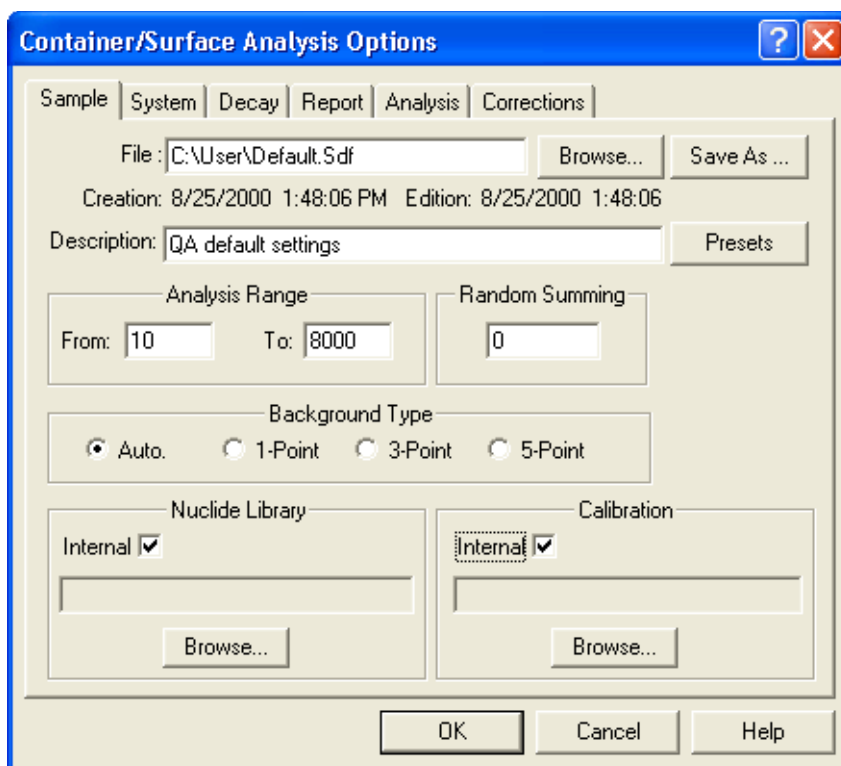 Container/Surface Analysis Options
Sample System Decay Report Analysis Corrections
File : C:\User\Default.Sdf Browse... Save As ...
Creation: 8/25/2000 1:48:06 PM Edition: 8/25/2000 1:48:06
Description: QA default settings Presets
Analysis Range Random Summing
From: 10 To: 8000 0
Background Type
Auto. 1-Point 3-Point 5-Point
Nuclide Library Calibration
Internal Internal
Browse... Browse...
OK Cancel Help